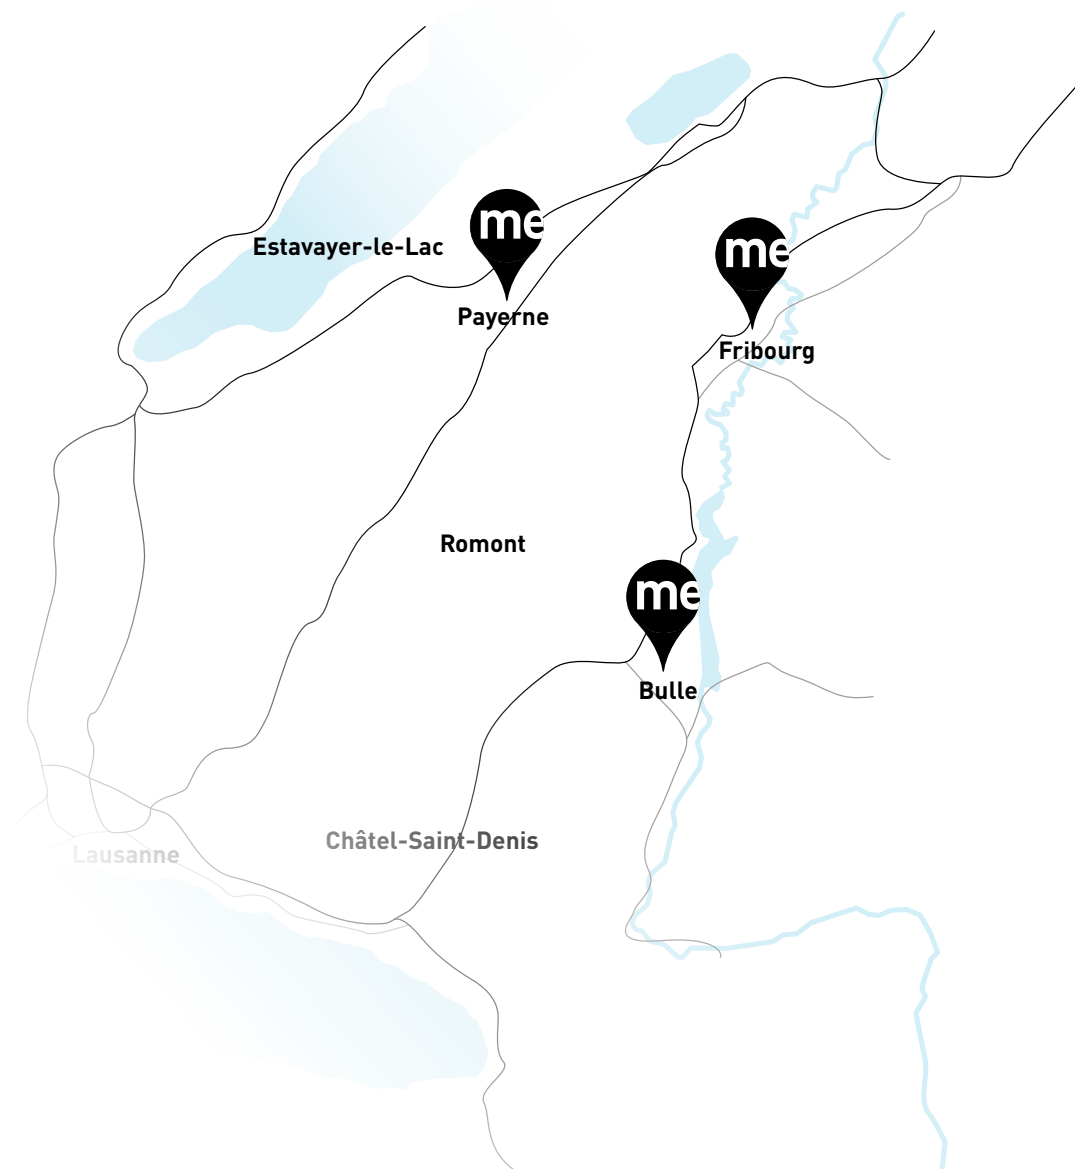 me
me
Estavayer-le-Lac
Payerne
Fribourg
Romont
me
Bulle
Châtel-Saint-Denis
Lausanne